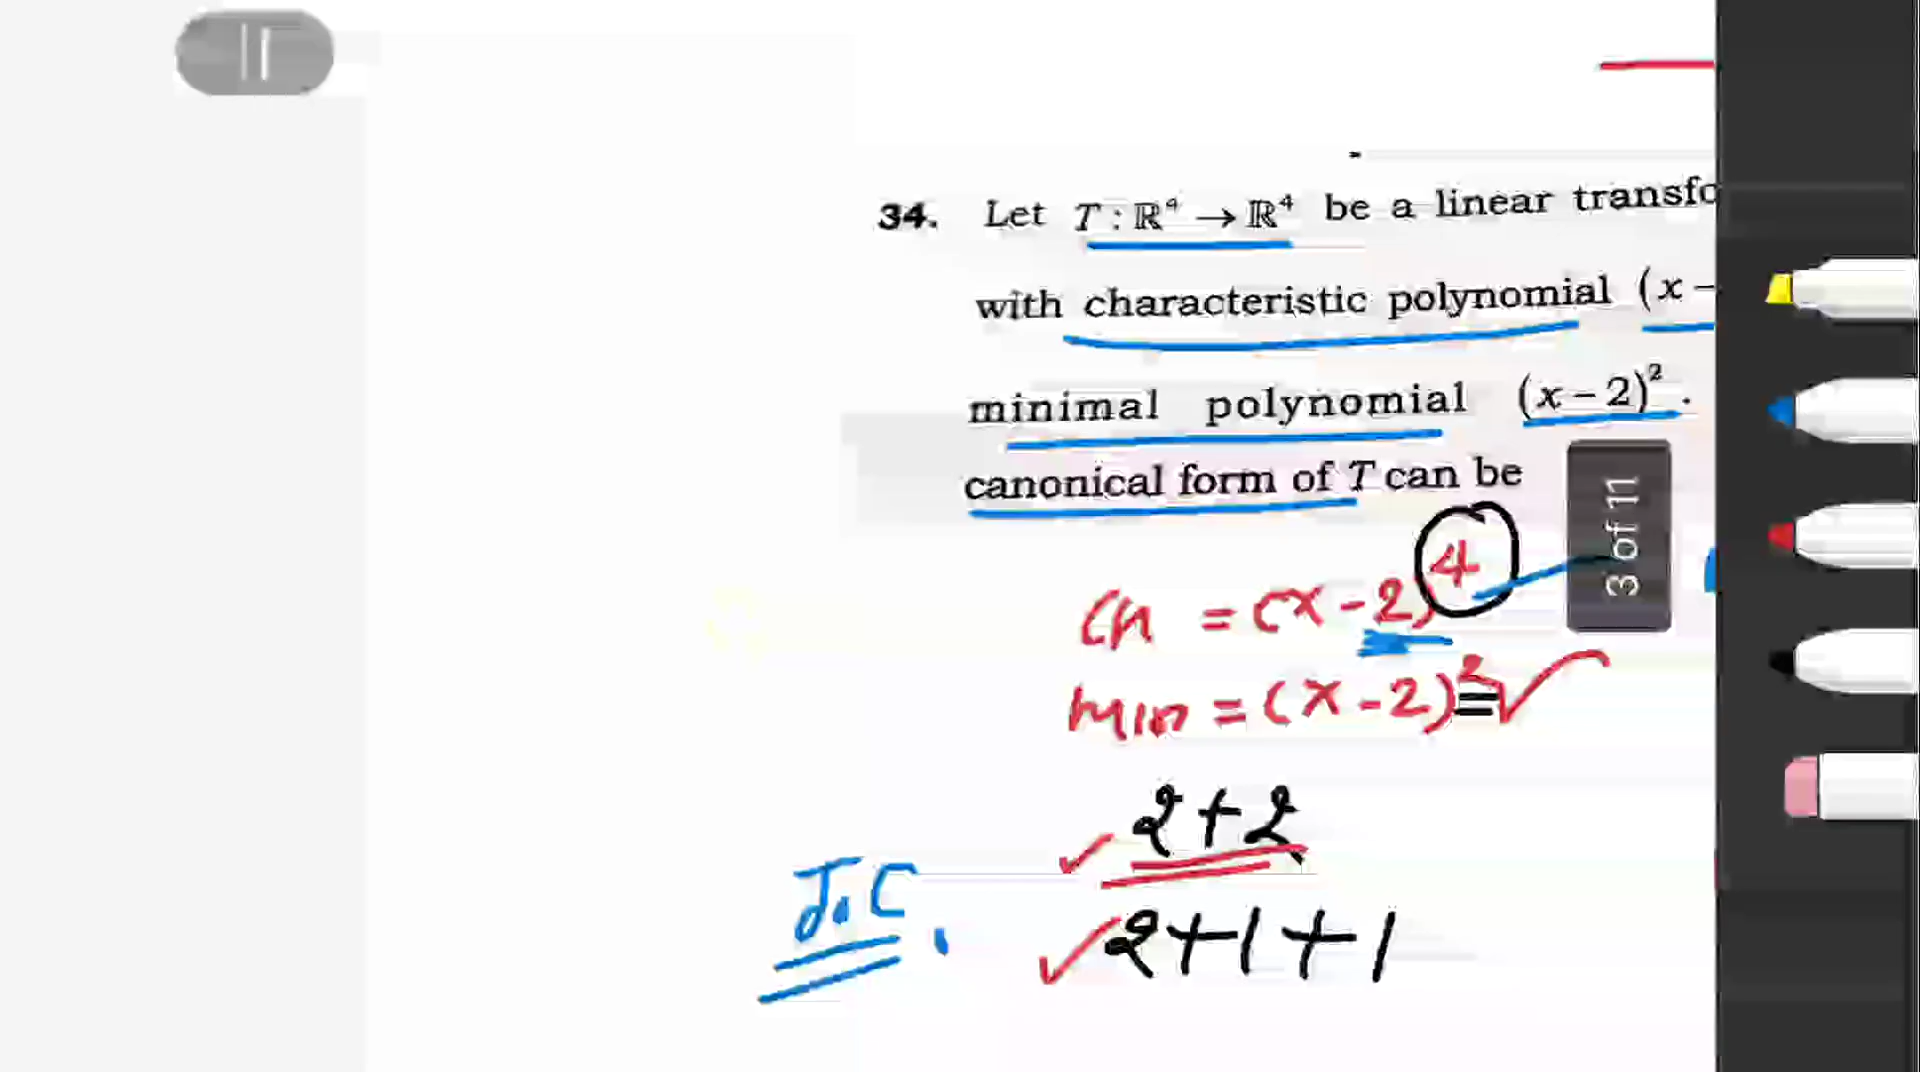 34. Let T : ℝ⁴ → ℝ⁴ be a linear transfo
with characteristic polynomial (x –
minimal polynomial (x – 2)².
canonical form of T can be
3 of 11
Ch = (x - 2)⁴
Min = (x - 2)²
2 + 2
J.C.
2 + 1 + 1